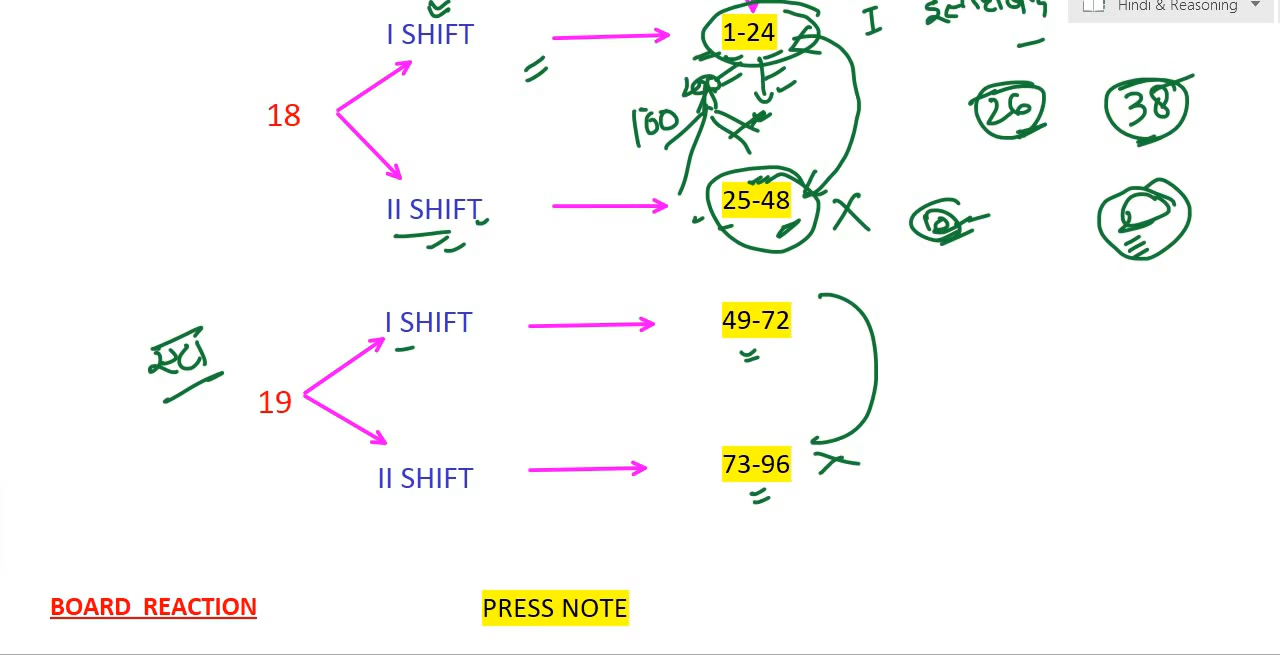 Hindi & Reasoning
I SHIFT
1-24
I
26
38
18
100
II SHIFT
25-48
X
I SHIFT
49-72
19
II SHIFT
73-96
X
BOARD REACTION
PRESS NOTE